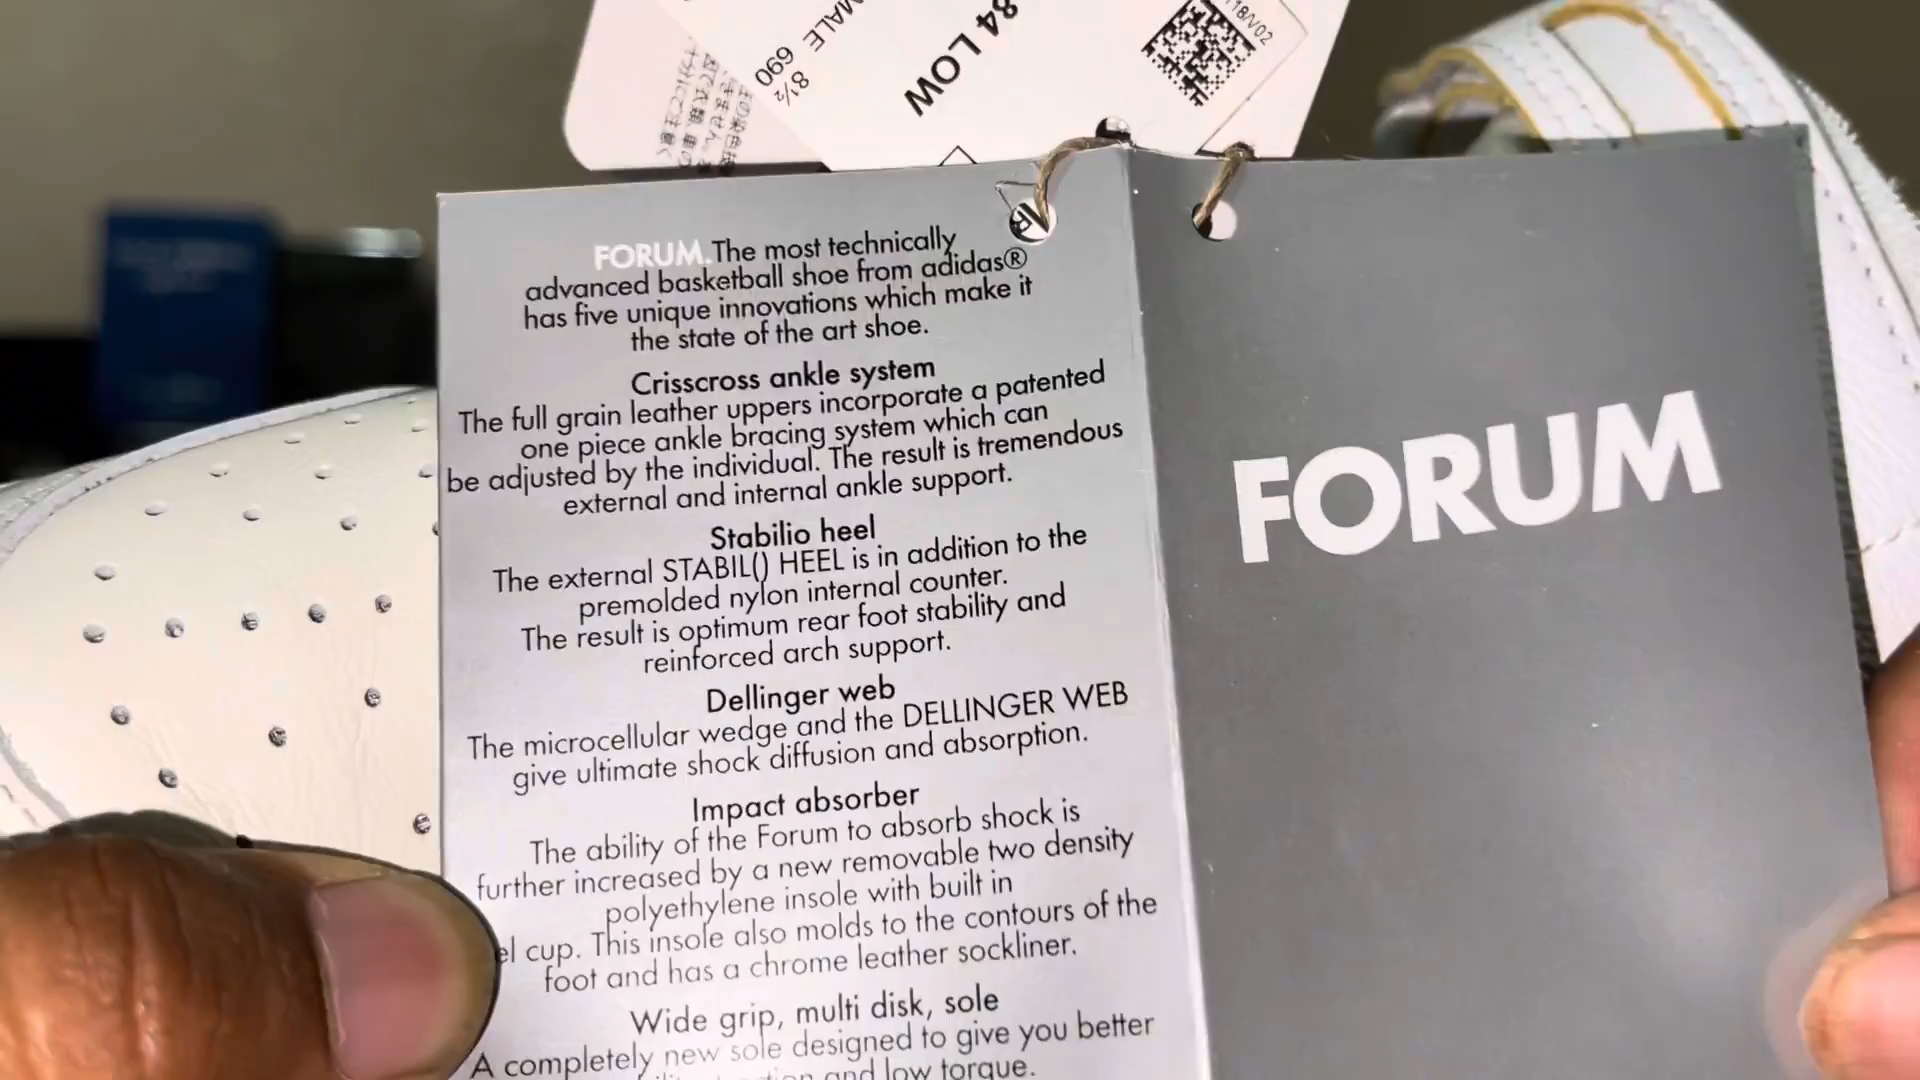 118/V02
84 LOW
MALE
690
8½
FORUM. The most technically
advanced basketball shoe from adidas®
has five unique innovations which make it
the state of the art shoe.
Crisscross ankle system
The full grain leather uppers incorporate a patented
one piece ankle bracing system which can
be adjusted by the individual. The result is tremendous
external and internal ankle support.
Stabilio heel
The external STABIL() HEEL is in addition to the
premolded nylon internal counter.
The result is optimum rear foot stability and
reinforced arch support.
Dellinger web
The microcellular wedge and the DELLINGER WEB
give ultimate shock diffusion and absorption.
Impact absorber
The ability of the Forum to absorb shock is
further increased by a new removable two density
polyethylene insole with built in
el cup. This insole also molds to the contours of the
foot and has a chrome leather sockliner.
Wide grip, multi disk, sole
A completely new sole designed to give you better
and low torque.
FORUM